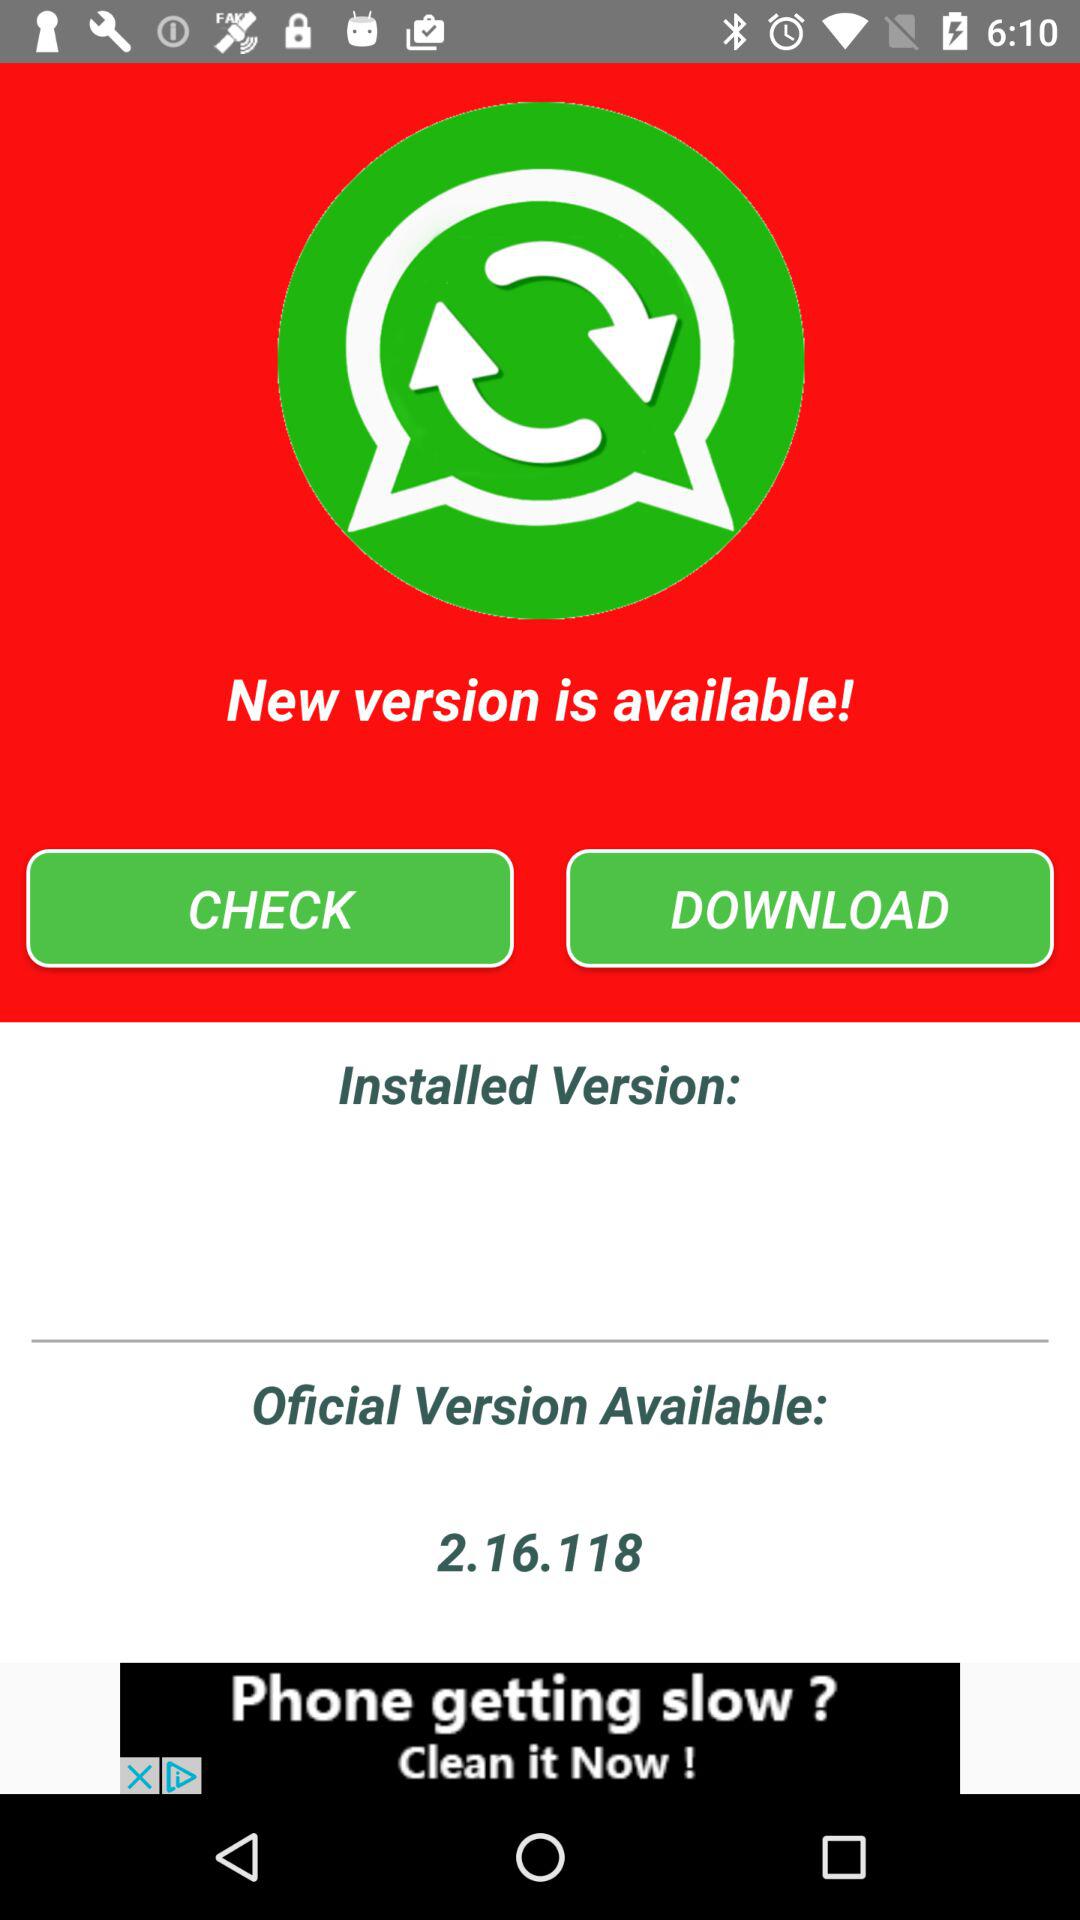 FAKE
6:10
New version is available!
CHECK
DOWNLOAD
Installed Version:
Oficial Version Available:
2.16.118
Phone getting slow ?
Clean it Now !